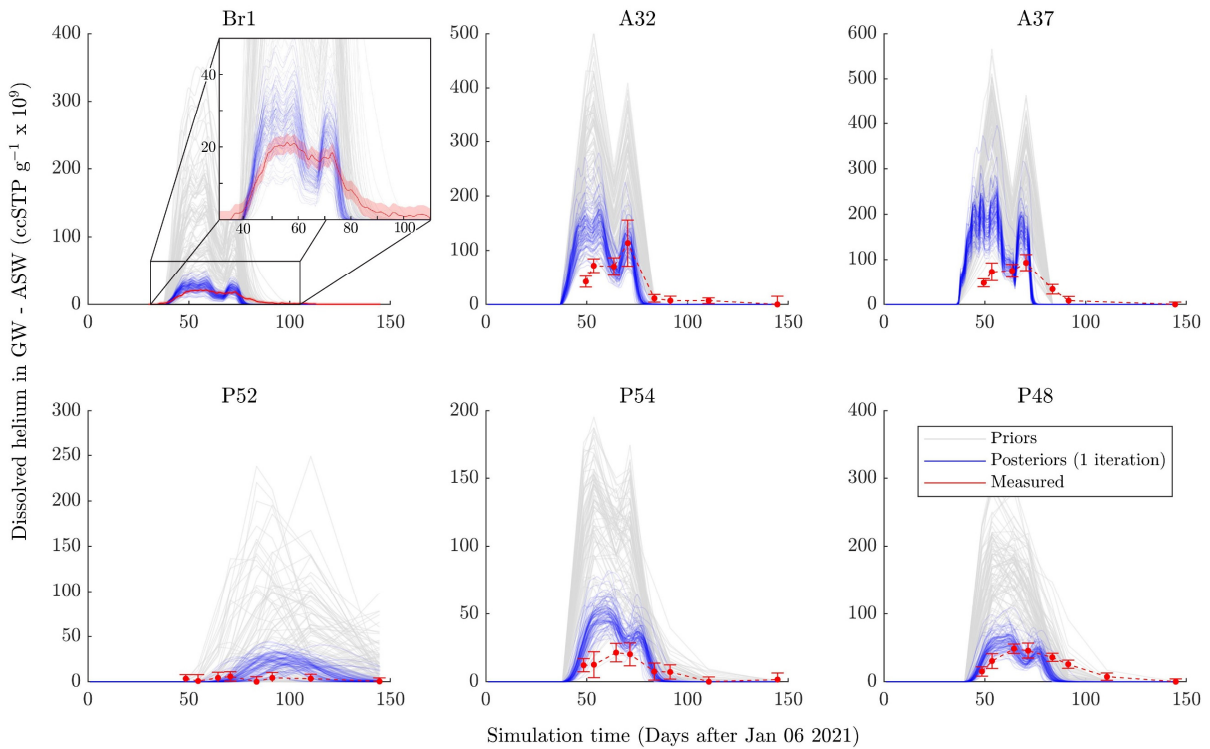 Dissolved helium in GW - ASW (ccSTP g⁻¹ x 10⁹)
Br1
400
300
200
100
0
0 50 100 150
40
20
40 60 80 100
A32
500
400
300
200
100
0
0 50 100 150
A37
600
500
400
300
200
100
0
0 50 100 150
P52
300
250
200
150
100
50
0
0 50 100 150
P54
200
150
100
50
0
0 50 100 150
P48
400
300
200
100
0
0 50 100 150
Priors
Posteriors (1 iteration)
Measured
Simulation time (Days after Jan 06 2021)